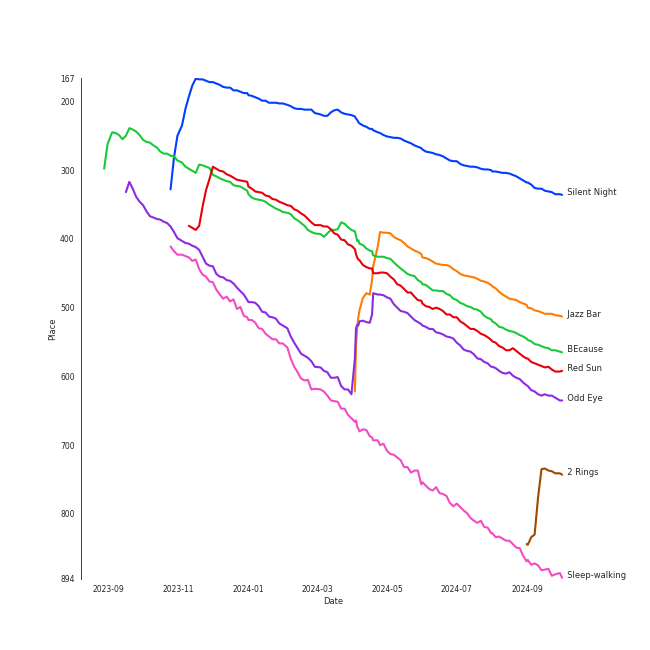 167
200
300
400
500
600
700
800
894
Place
Silent Night
Jazz Bar
BEcause
Red Sun
Odd Eye
2 Rings
Sleep-walking
2023-09 2023-11 2024-01 2024-03 2024-05 2024-07 2024-09
Date